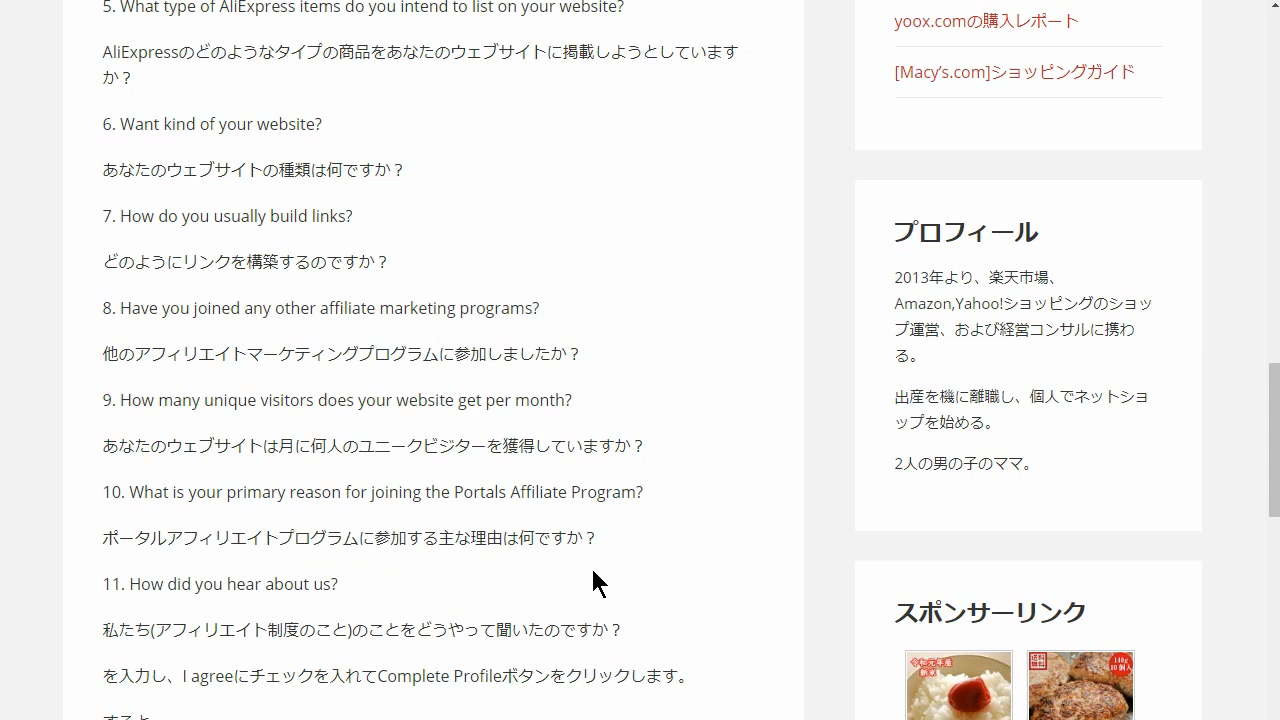 5. What type of AliExpress items do you intend to list on your website?
AliExpressのどのようなタイプの商品をあなたのウェブサイトに掲載しようとしています
か？
6. Want kind of your website?
あなたのウェブサイトの種類は何ですか？
7. How do you usually build links?
どのようにリンクを構築するのですか？
8. Have you joined any other affiliate marketing programs?
他のアフィリエイトマーケティングプログラムに参加しましたか？
9. How many unique visitors does your website get per month?
あなたのウェブサイトは月に何人のユニークビジターを獲得していますか？
10. What is your primary reason for joining the Portals Affiliate Program?
ポータルアフィリエイトプログラムに参加する主な理由は何ですか？
11. How did you hear about us?
私たち(アフィリエイト制度のこと)のことをどうやって聞いたのですか？
を入力し、I agreeにチェックを入れてComplete Profileボタンをクリックします。
すると、
yoox.comの購入レポート
[Macy’s.com]ショッピングガイド
プロフィール
2013年より、楽天市場、
Amazon,Yahoo!ショッピングのショッ
プ運営、および経営コンサルに携わ
る。
出産を機に離職し、個人でネットショ
ップを始める。
2人の男の子のママ。
スポンサーリンク
令和元年産
新米
送料無料
140g
10個入